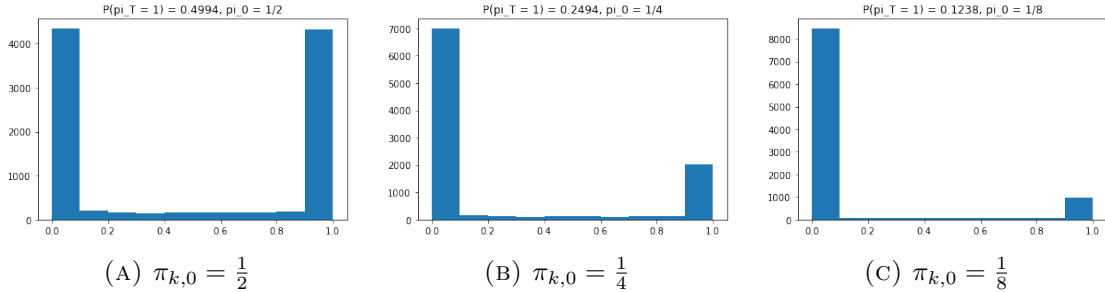 P(pi_T = 1) = 0.4994, pi_0 = 1/2
4000
3000
2000
1000
0
0.0 0.2 0.4 0.6 0.8 1.0
(A) π_{k,0} = 1/2
P(pi_T = 1) = 0.2494, pi_0 = 1/4
7000
6000
5000
4000
3000
2000
1000
0
0.0 0.2 0.4 0.6 0.8 1.0
(B) π_{k,0} = 1/4
P(pi_T = 1) = 0.1238, pi_0 = 1/8
8000
7000
6000
5000
4000
3000
2000
1000
0
0.0 0.2 0.4 0.6 0.8 1.0
(C) π_{k,0} = 1/8